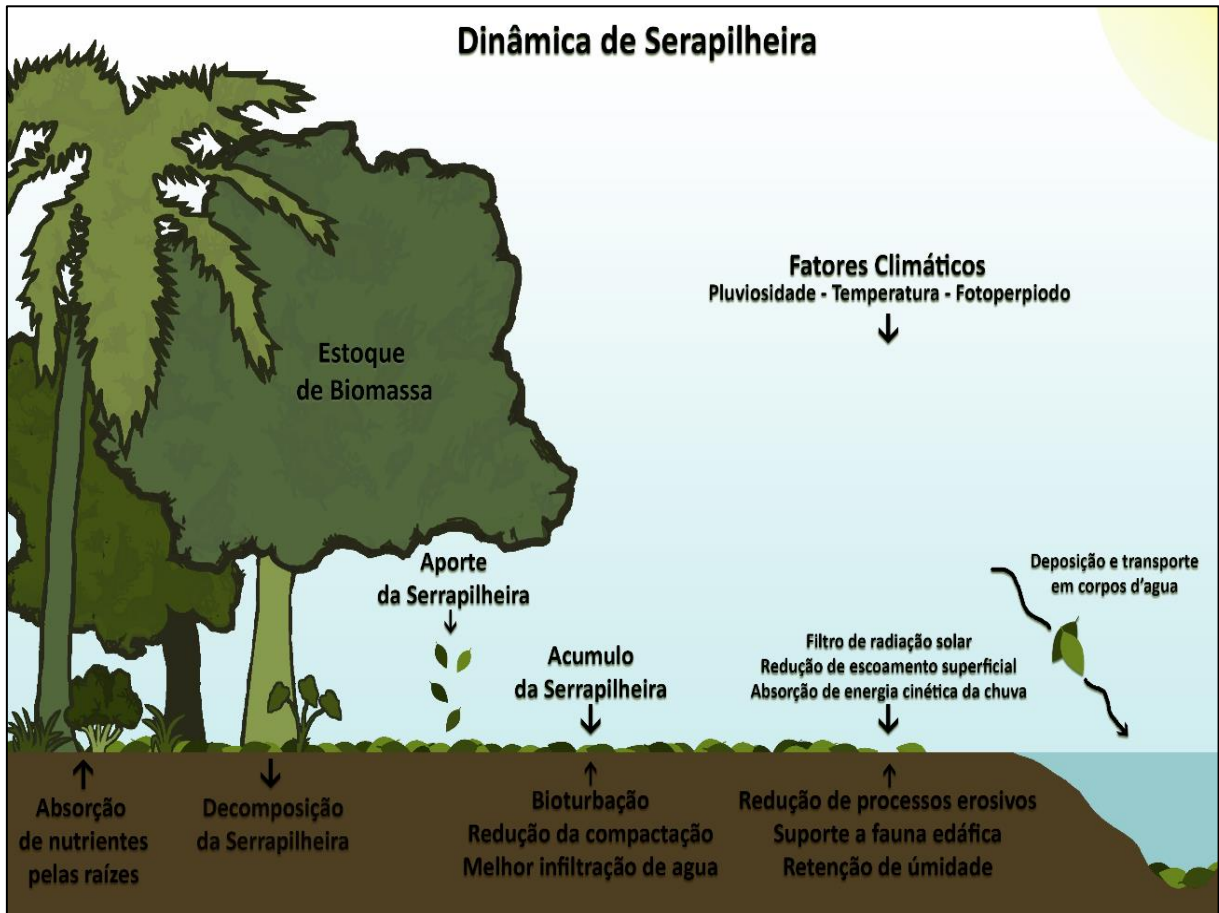 Dinâmica de Serapilheira
Fatores Climáticos
Pluviosidade - Temperatura - Fotoperpiodo
Estoque
de Biomassa
Aporte
da Serrapilheira
Acumulo
da Serrapilheira
Filtro de radiação solar
Redução de escoamento superficial
Absorção de energia cinética da chuva
Deposição e transporte
em corpos d’agua
Absorção
de nutrientes
pelas raízes
Decomposição
da Serrapilheira
Bioturbação
Redução da compactação
Melhor infiltração de agua
Redução de processos erosivos
Suporte a fauna edáfica
Retenção de úmidade